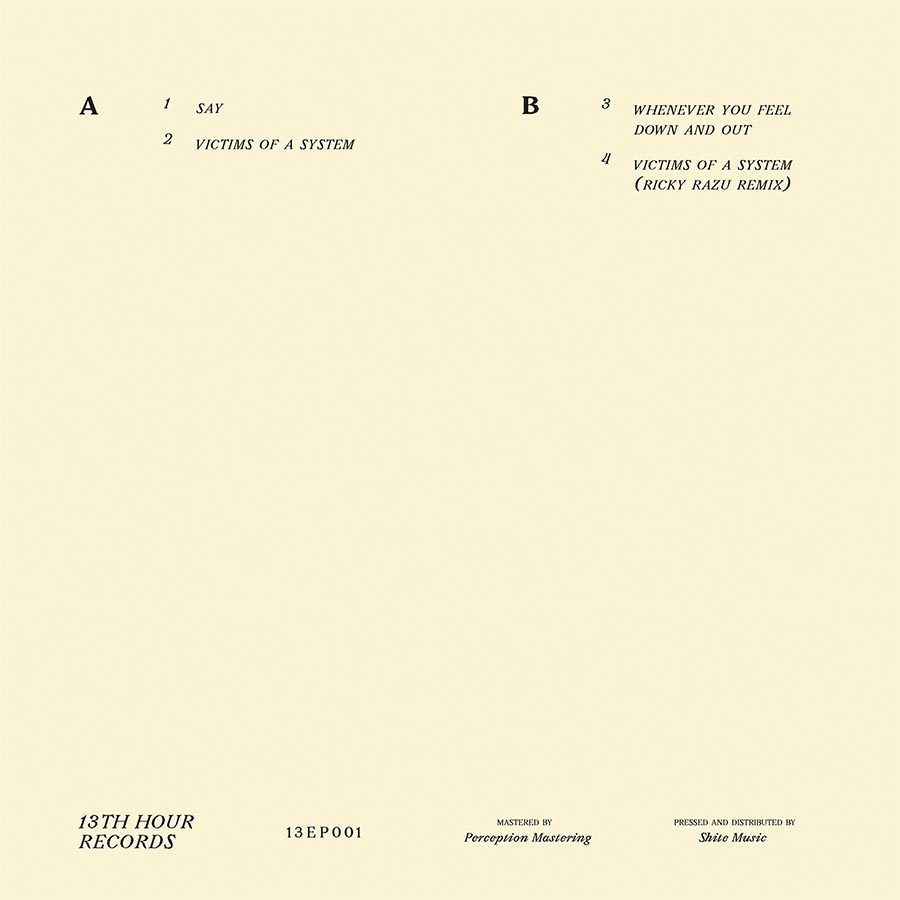 A
1 SAY
2 VICTIMS OF A SYSTEM
B
3 WHENEVER YOU FEEL
DOWN AND OUT
4 VICTIMS OF A SYSTEM
(RICKY RAZU REMIX)
13TH HOUR
RECORDS
13EP001
MASTERED BY
Perception Mastering
PRESSED AND DISTRIBUTED BY
Shite Music